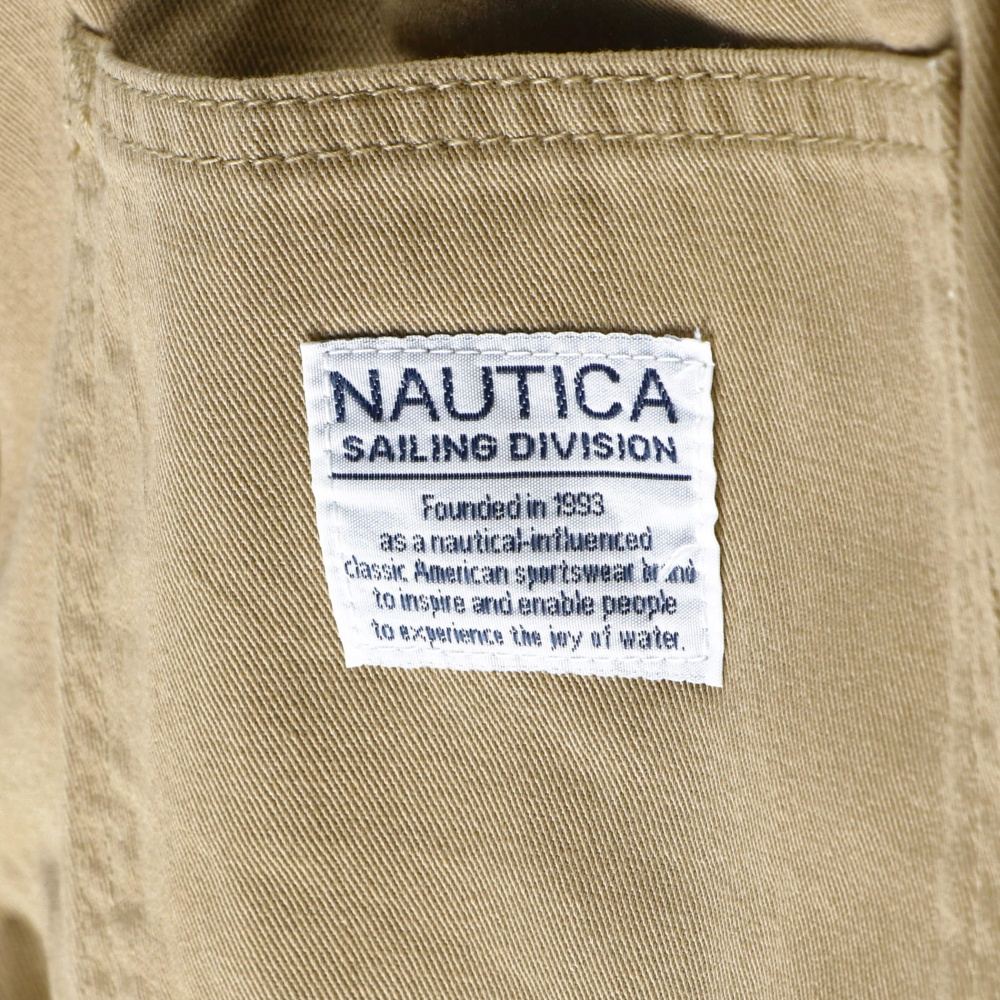 NAUTICA
SAILING DIVISION
Founded in 1993
as a nautical-influenced
classic American sportswear brand
to inspire and enable people
to experience the joy of water.